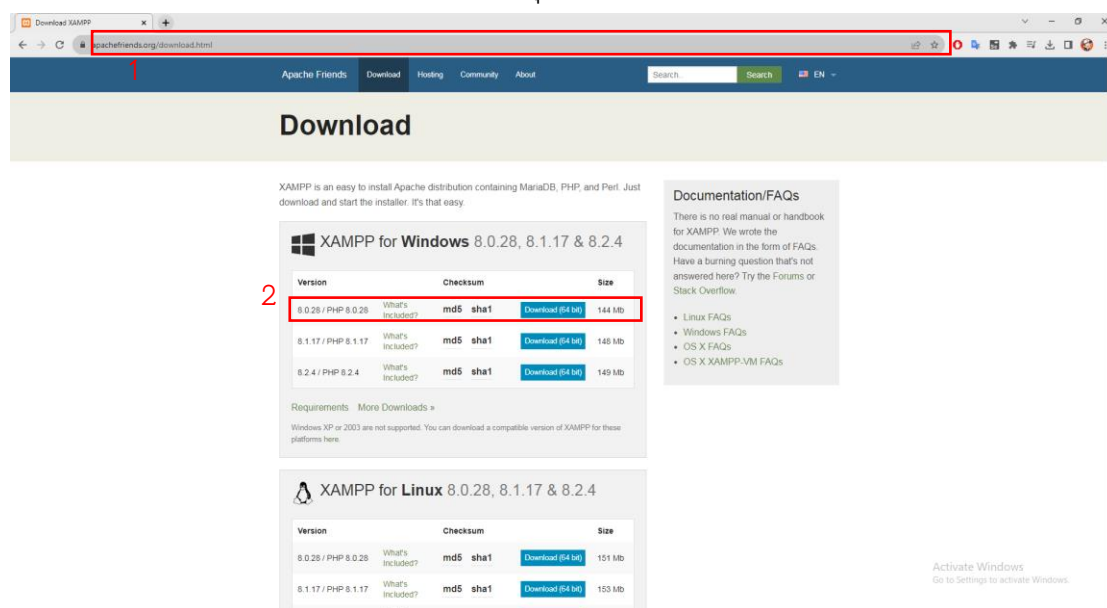 Download XAMPP
apachefriends.org/download.html
1
Apache Friends Download Hosting Community About Search... Search EN
Download
XAMPP is an easy to install Apache distribution containing MariaDB, PHP, and Perl. Just
download and start the installer. It's that easy.
XAMPP for Windows 8.0.28, 8.1.17 & 8.2.4
Version Checksum Size
2
8.0.28 / PHP 8.0.28 What's Included? md5 sha1 Download (64 bit) 144 Mb
8.1.17 / PHP 8.1.17 What's Included? md5 sha1 Download (64 bit) 148 Mb
8.2.4 / PHP 8.2.4 What's Included? md5 sha1 Download (64 bit) 149 Mb
Requirements More Downloads »
Windows XP or 2003 are not supported. You can download a compatible version of XAMPP for these
platforms here.
Documentation/FAQs
There is no real manual or handbook
for XAMPP. We wrote the
documentation in the form of FAQs.
Have a burning question that's not
answered here? Try the Forums or
Stack Overflow.
• Linux FAQs
• Windows FAQs
• OS X FAQs
• OS X XAMPP-VM FAQs
XAMPP for Linux 8.0.28, 8.1.17 & 8.2.4
Version Checksum Size
8.0.28 / PHP 8.0.28 What's Included? md5 sha1 Download (64 bit) 151 Mb
8.1.17 / PHP 8.1.17 What's Included? md5 sha1 Download (64 bit) 153 Mb
Activate Windows
Go to Settings to activate Windows.